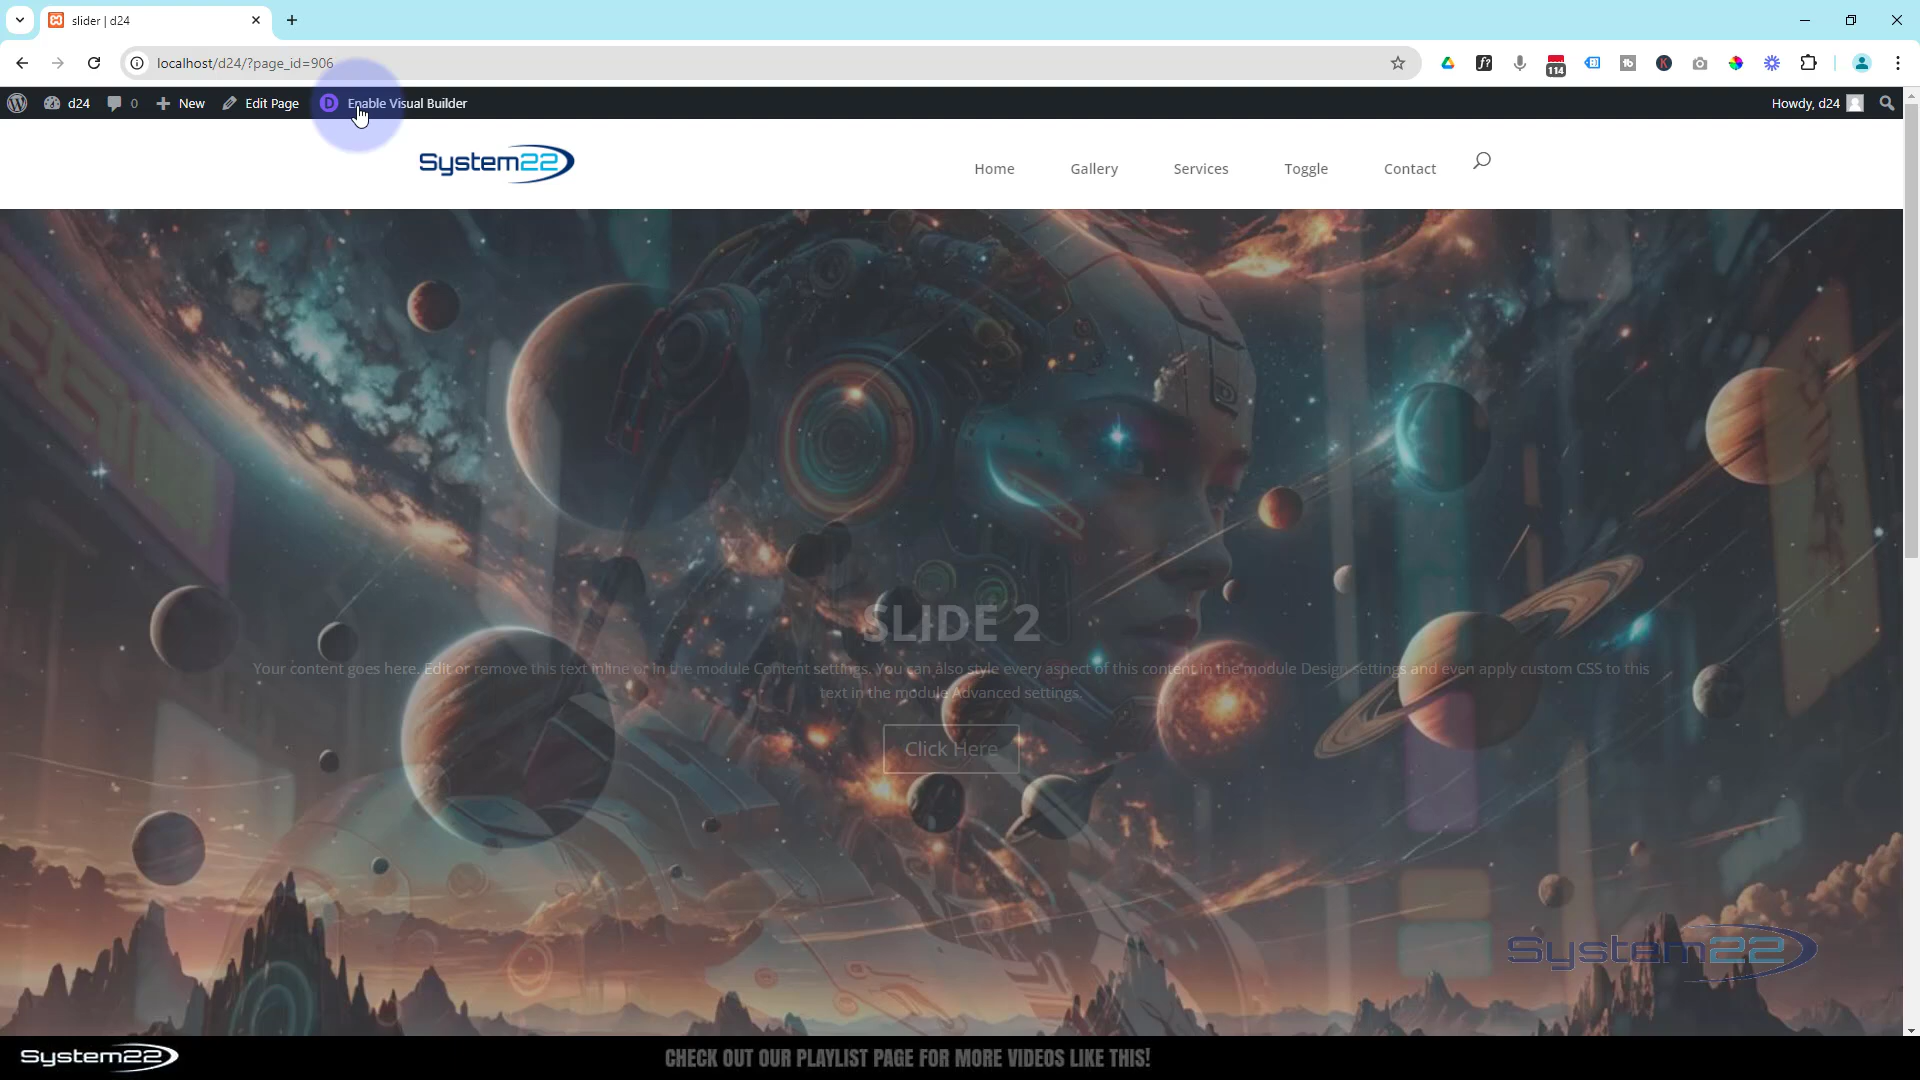 slider | d24
localhost/d24/?page_id=906
114
d24
0
New
Edit Page
D
Enable Visual Builder
Howdy, d24
System22
Home
Gallery
Services
Toggle
Contact
SLIDE 2
Your content goes here. Edit or remove this text inline or in the module Content settings. You can also style every aspect of this content in the module Design settings and even apply custom CSS to this
text in the module Advanced settings.
Click Here
System22
System22
CHECK OUT OUR PLAYLIST PAGE FOR MORE VIDEOS LIKE THIS!